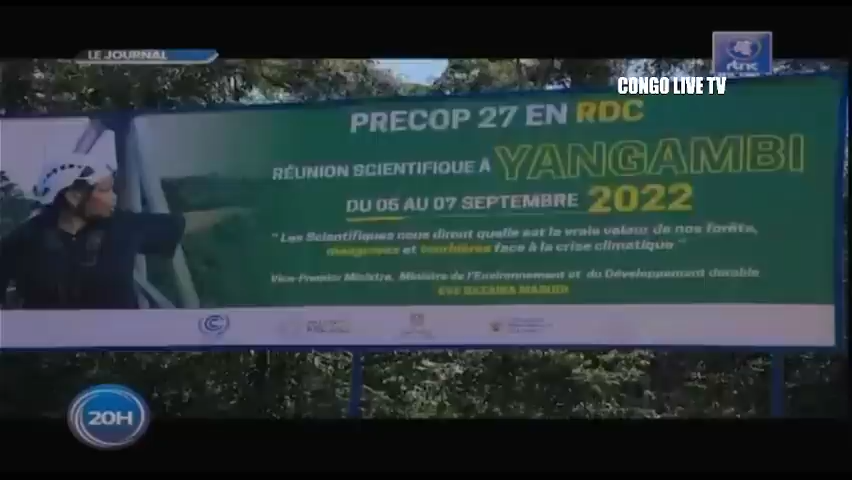 LE JOURNAL
rtnc
CONGO LIVE TV
PRECOP 27 EN RDC
RÉUNION SCIENTIFIQUE À YANGAMBI
DU 05 AU 07 SEPTEMBRE 2022
" Les Scientifiques nous diront quelle est la vraie valeur de nos forêts,
mangroves et tourbières face à la crise climatique "
Vice-Premier Ministre, Ministre de l'Environnement et du Développement durable
EVE BAZAIBA MASUDI
20H